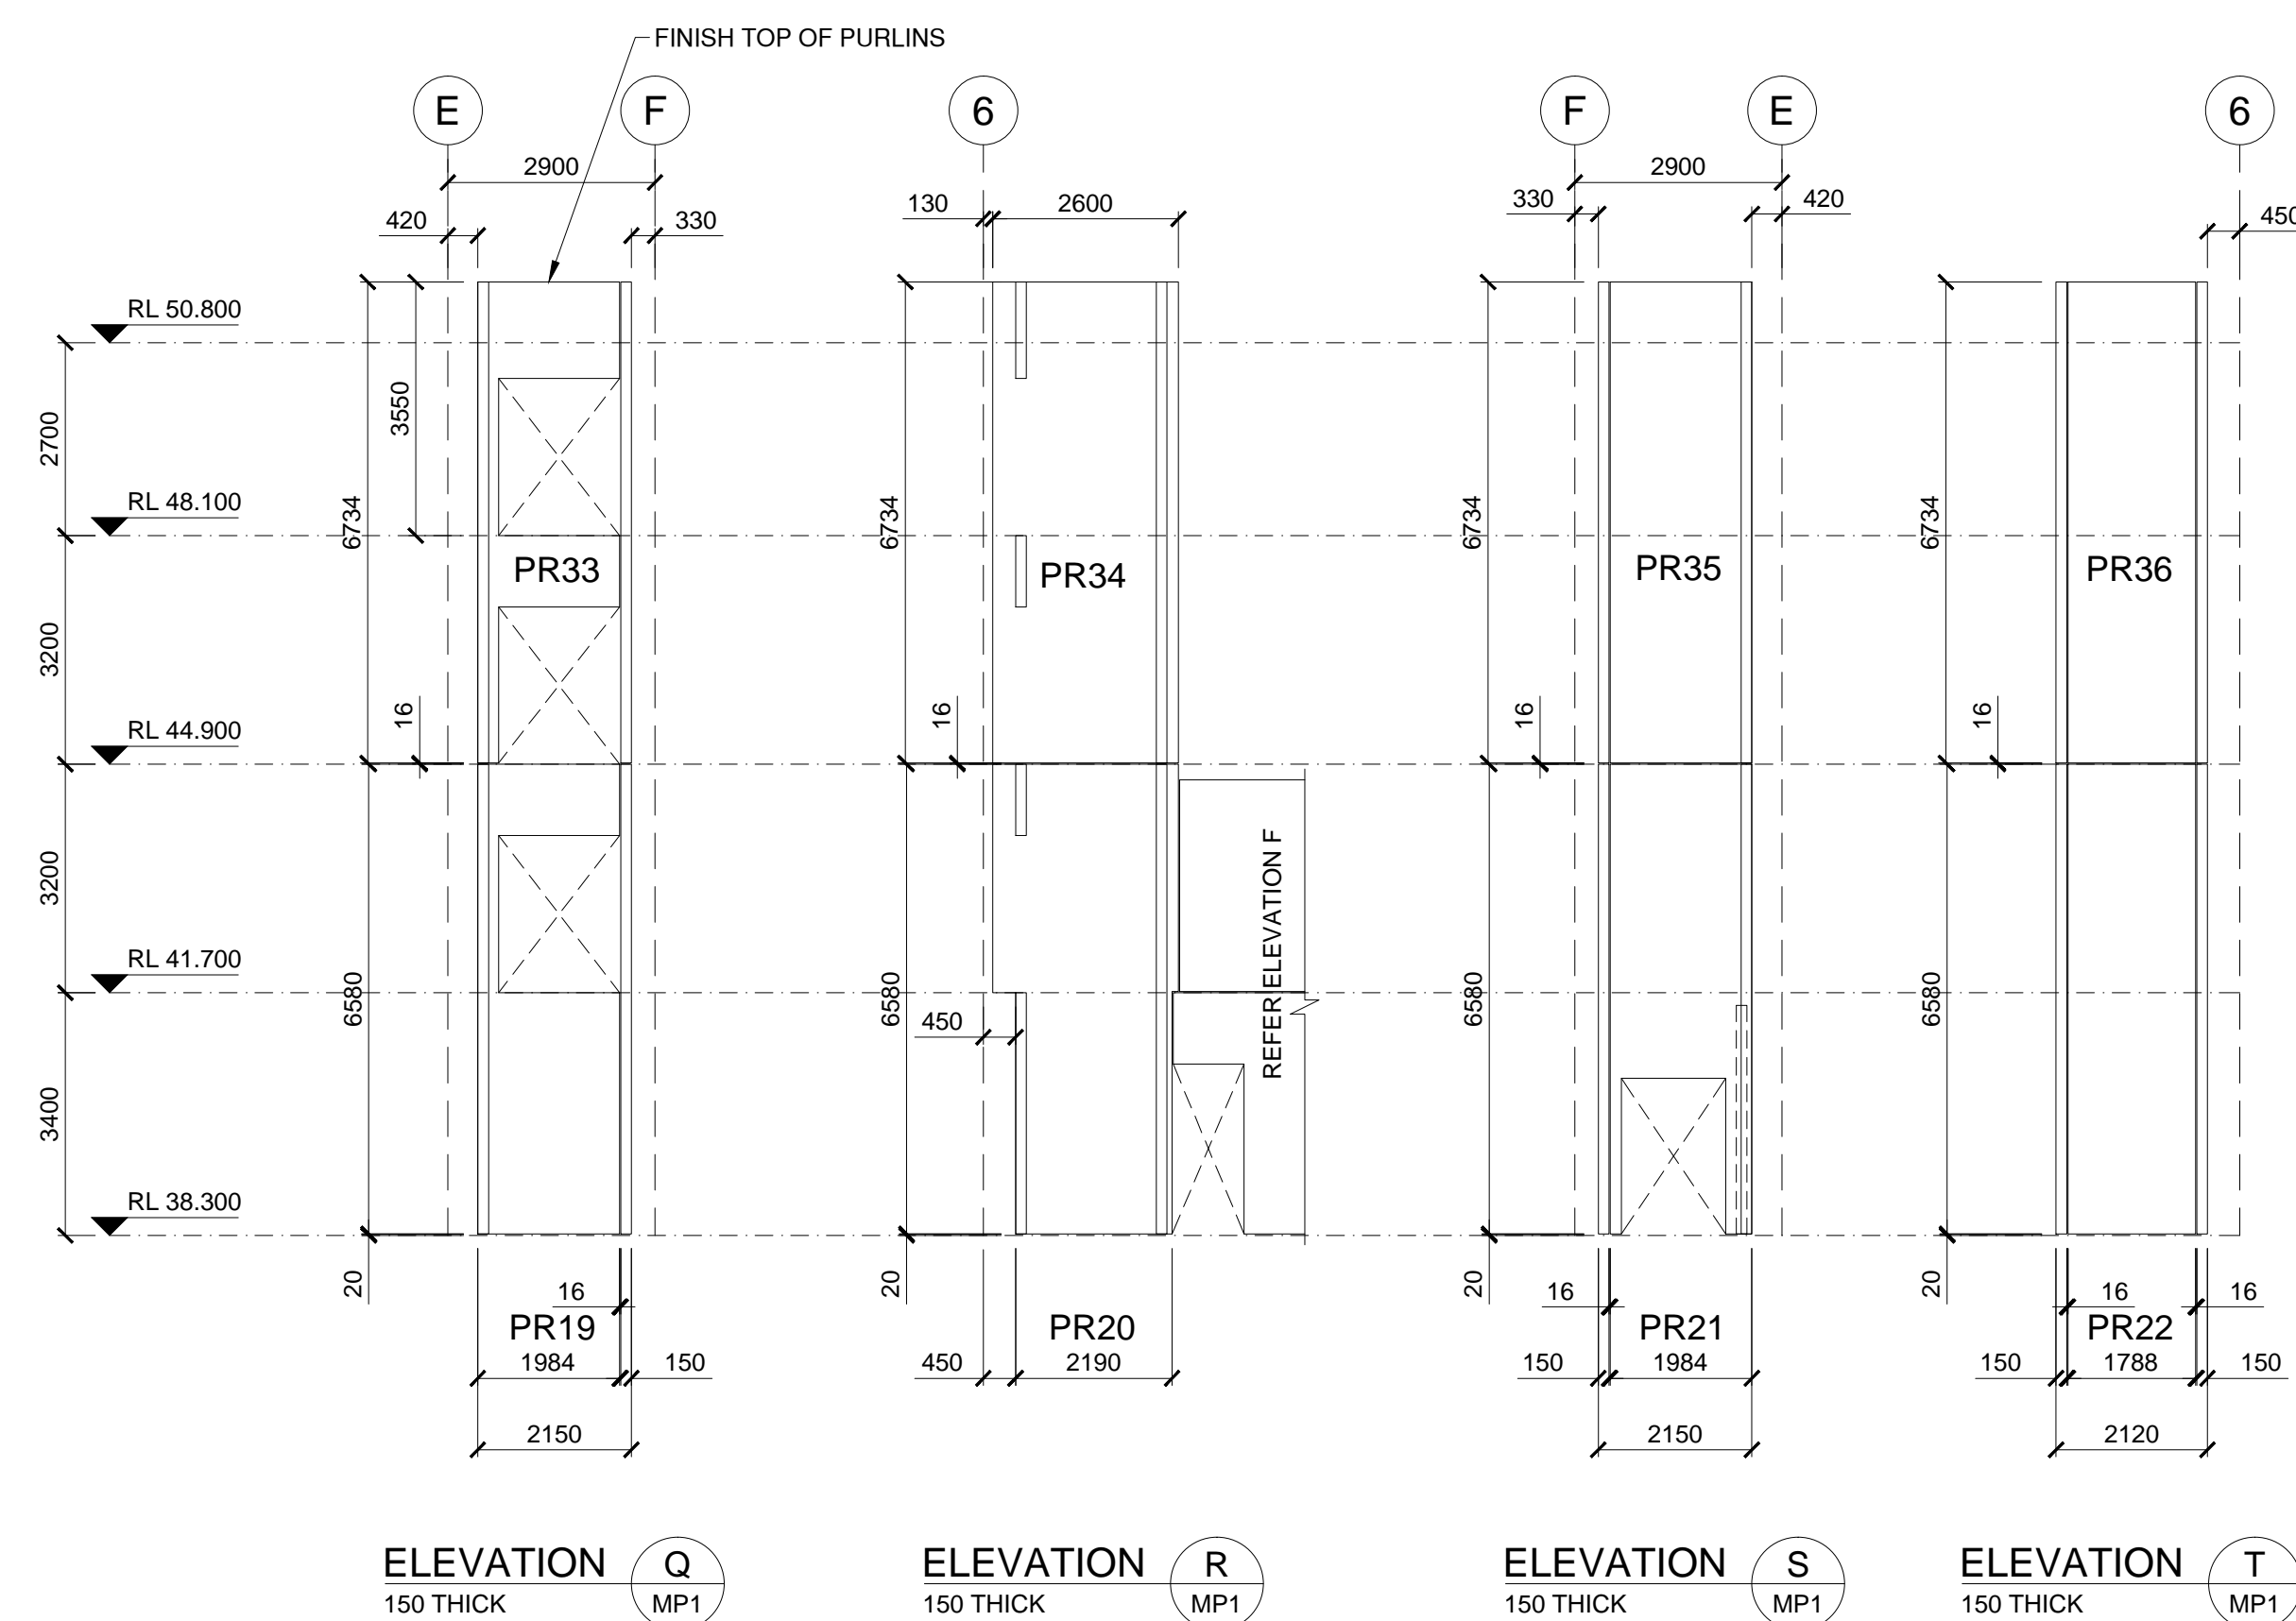 FINISH TOP OF PURLINS
E
F
6
F
E
6
2900
2900
420
330
130
2600
330
420
450
RL 50.800
RL 48.100
RL 44.900
RL 41.700
RL 38.300
2700
3200
3200
3400
6734
3550
16
6580
20
6734
16
6580
20
450
6734
16
6580
20
6734
16
6580
20
PR33
PR34
PR35
PR36
REFER ELEVATION F
16
16
16
16
PR19
PR20
PR21
PR22
1984
150
450
2190
150
1984
150
1788
150
2150
2150
2120
ELEVATION Q
150 THICK MP1
ELEVATION R
150 THICK MP1
ELEVATION S
150 THICK MP1
ELEVATION T
150 THICK MP1